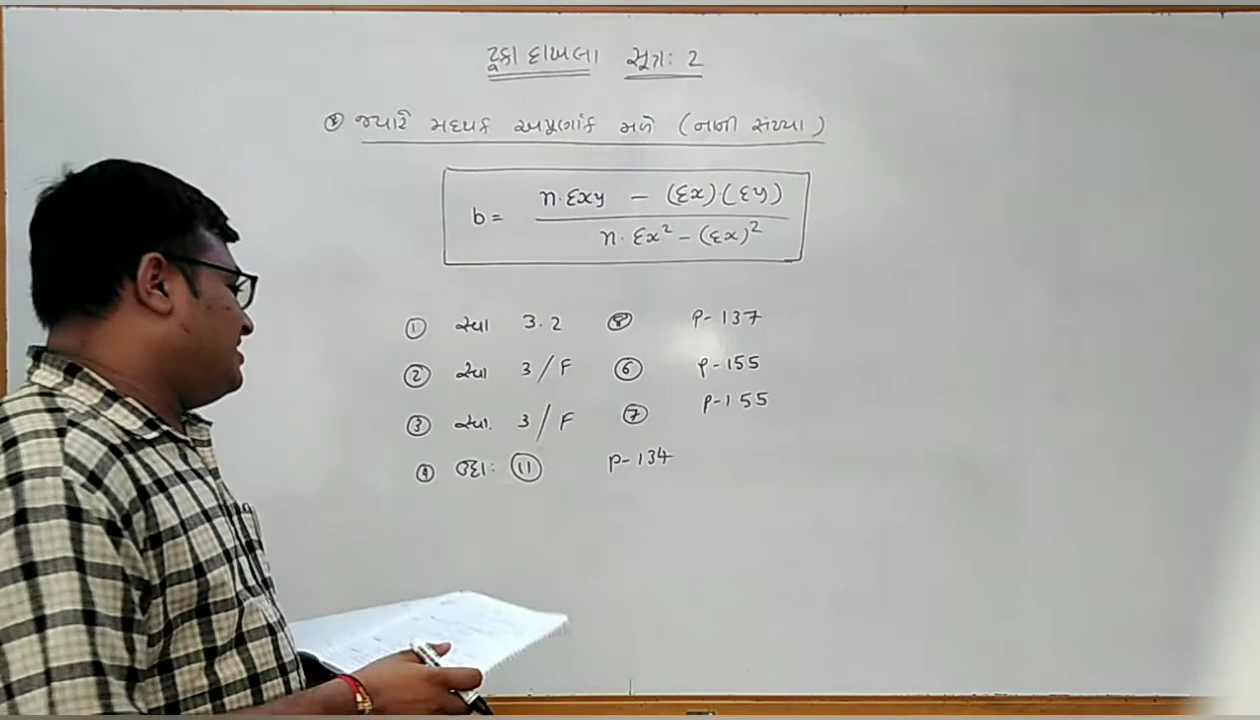 ટૂંકા દાખલા સૂત્ર: 2
* જ્યારે મધ્યક અપૂર્ણાંક મળે (નાની સંખ્યા)
b = n·Σxy − (Σx)(Σy) / n·Σx² − (Σx)²
① સ્વા 3.2 ⑧ P-137
② સ્વા 3/F ⑥ P-155
③ સ્વા. 3/F ⑦ P-155
④ ઉદા: ⑪ P-134